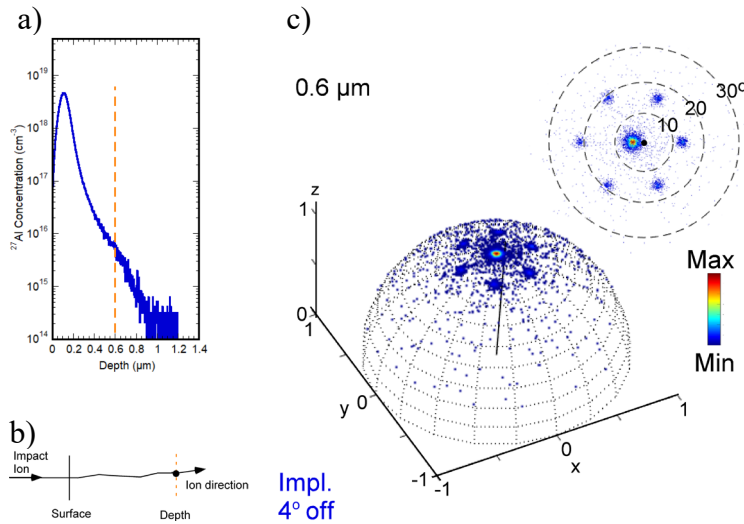 a)
²⁷Al Concentration (cm⁻³)
10¹⁹
10¹⁸
10¹⁷
10¹⁶
10¹⁵
10¹⁴
0 0.2 0.4 0.6 0.8 1 1.2 1.4
Depth (µm)
b)
Impact
Ion
Ion direction
Surface
Depth
Impl.
4° off
c)
0.6 µm
30°
20
10
z
1
0
1
y
0
-1
-1
0
x
1
Max
Min